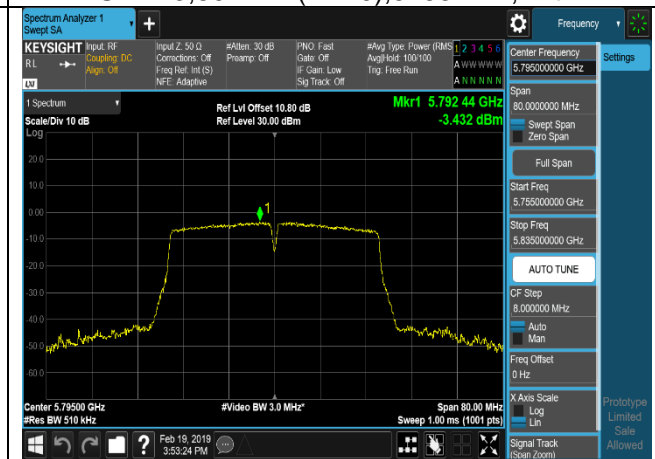 Spectrum Analyzer 1
Swept SA
+
Frequency
KEYSIGHT
RL
Input: RF
Coupling: DC
Align: Off
Input Z: 50 Ω
Corrections: Off
Freq Ref: Int (S)
NFE: Adaptive
#Atten: 30 dB
Preamp: Off
PNO: Fast
Gate: Off
IF Gain: Low
Sig Track: Off
#Avg Type: Power (RMS
Avg|Hold: 100/100
Trig: Free Run
1 2 3 4 5 6
A W W W W W
A N N N N N
1 Spectrum
Scale/Div 10 dB
Log
Ref Lvl Offset 10.80 dB
Ref Level 30.00 dBm
Mkr1 5.792 44 GHz
-3.432 dBm
20.0
10.0
0.00
-10.0
-20.0
-30.0
-40.0
-50.0
-60.0
1
Center 5.79500 GHz
#Res BW 510 kHz
#Video BW 3.0 MHz*
Span 80.00 MHz
Sweep 1.00 ms (1001 pts)
Feb 19, 2019
3:53:24 PM
Center Frequency
5.795000000 GHz
Span
80.0000000 MHz
Swept Span
Zero Span
Full Span
Start Freq
5.755000000 GHz
Stop Freq
5.835000000 GHz
AUTO TUNE
CF Step
8.000000 MHz
Auto
Man
Freq Offset
0 Hz
X Axis Scale
Log
Lin
Signal Track
(Span Zoom)
Settings
Prototype
Limited
Sale
Allowed